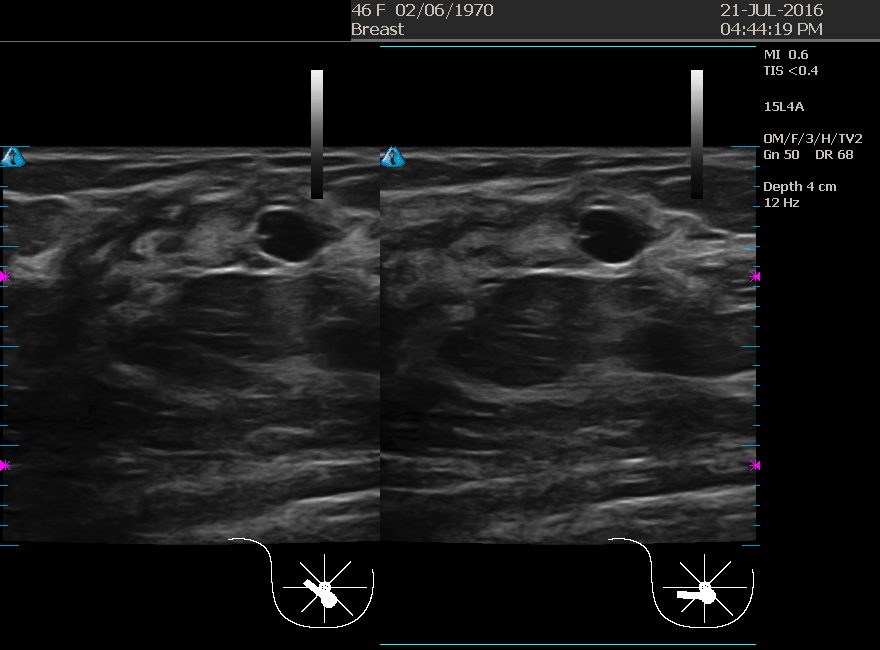 46 F 02/06/1970
21-JUL-2016
Breast
04:44:19 PM
MI 0.6
TIS <0.4
15L4A
OM/F/3/H/TV2
Gn 50 DR 68
Depth 4 cm
12 Hz